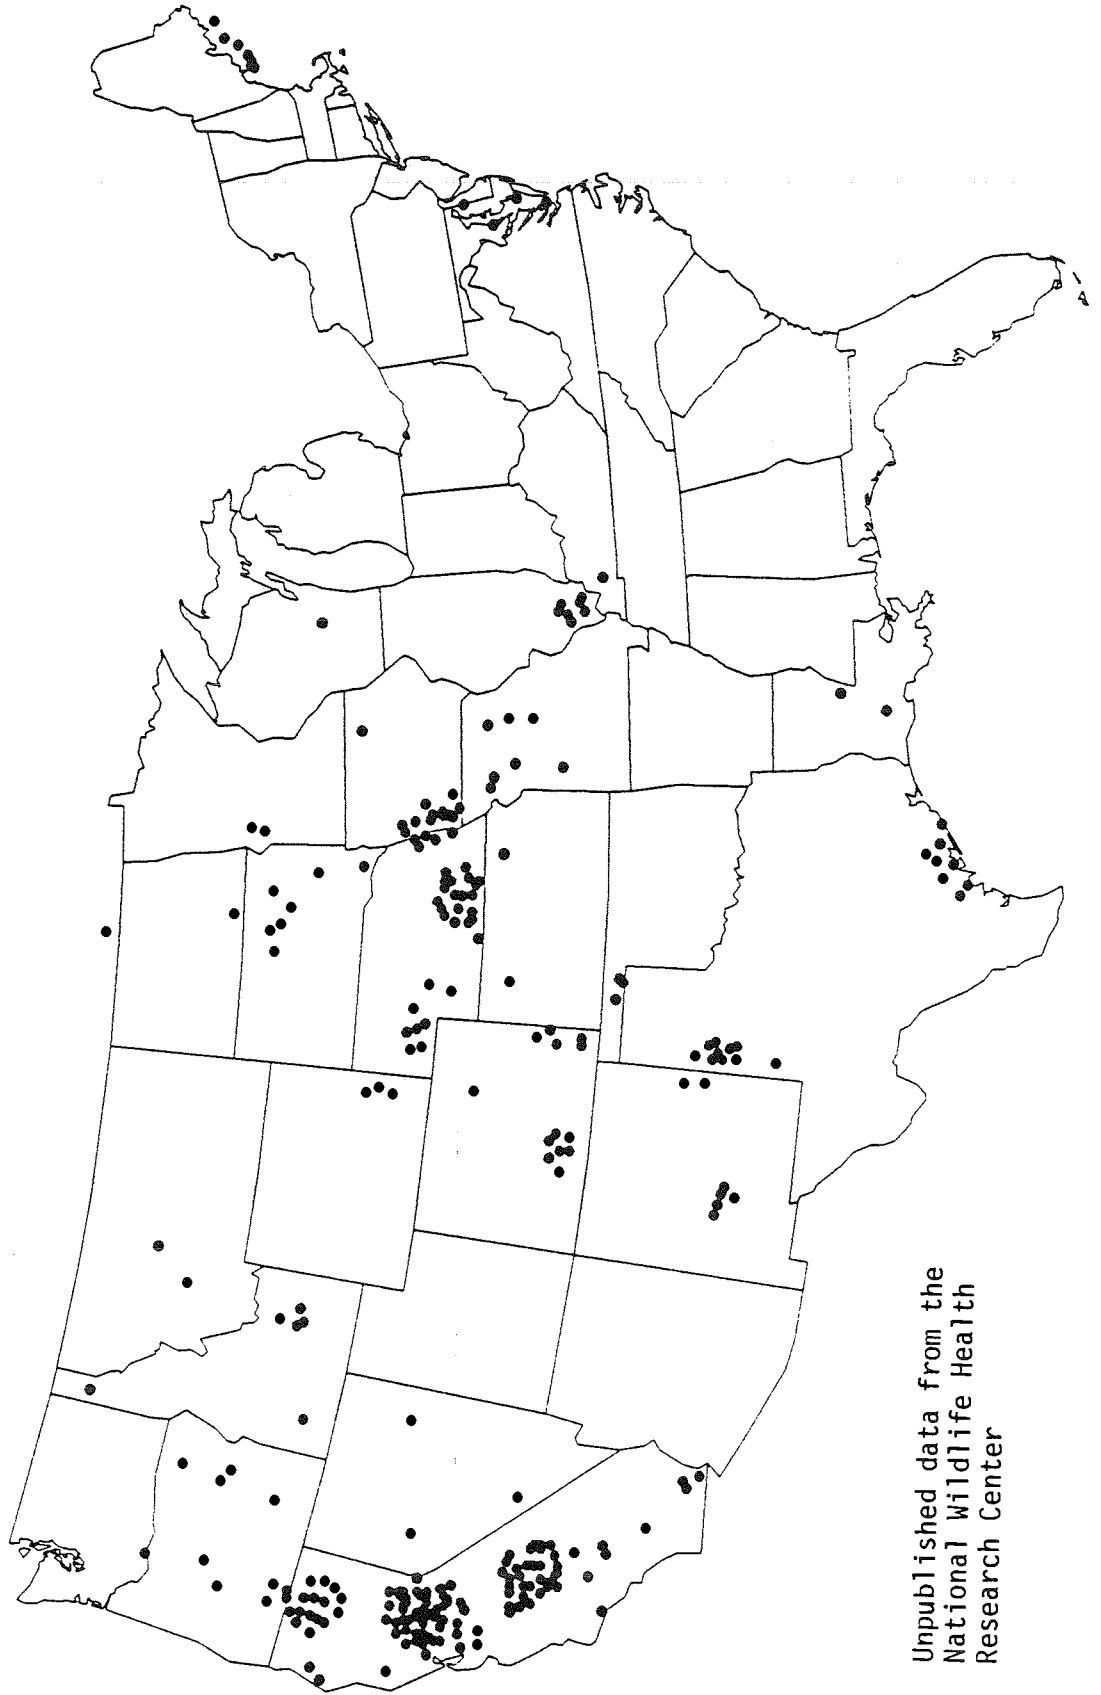 Unpublished data from the
National Wildlife Health
Research Center